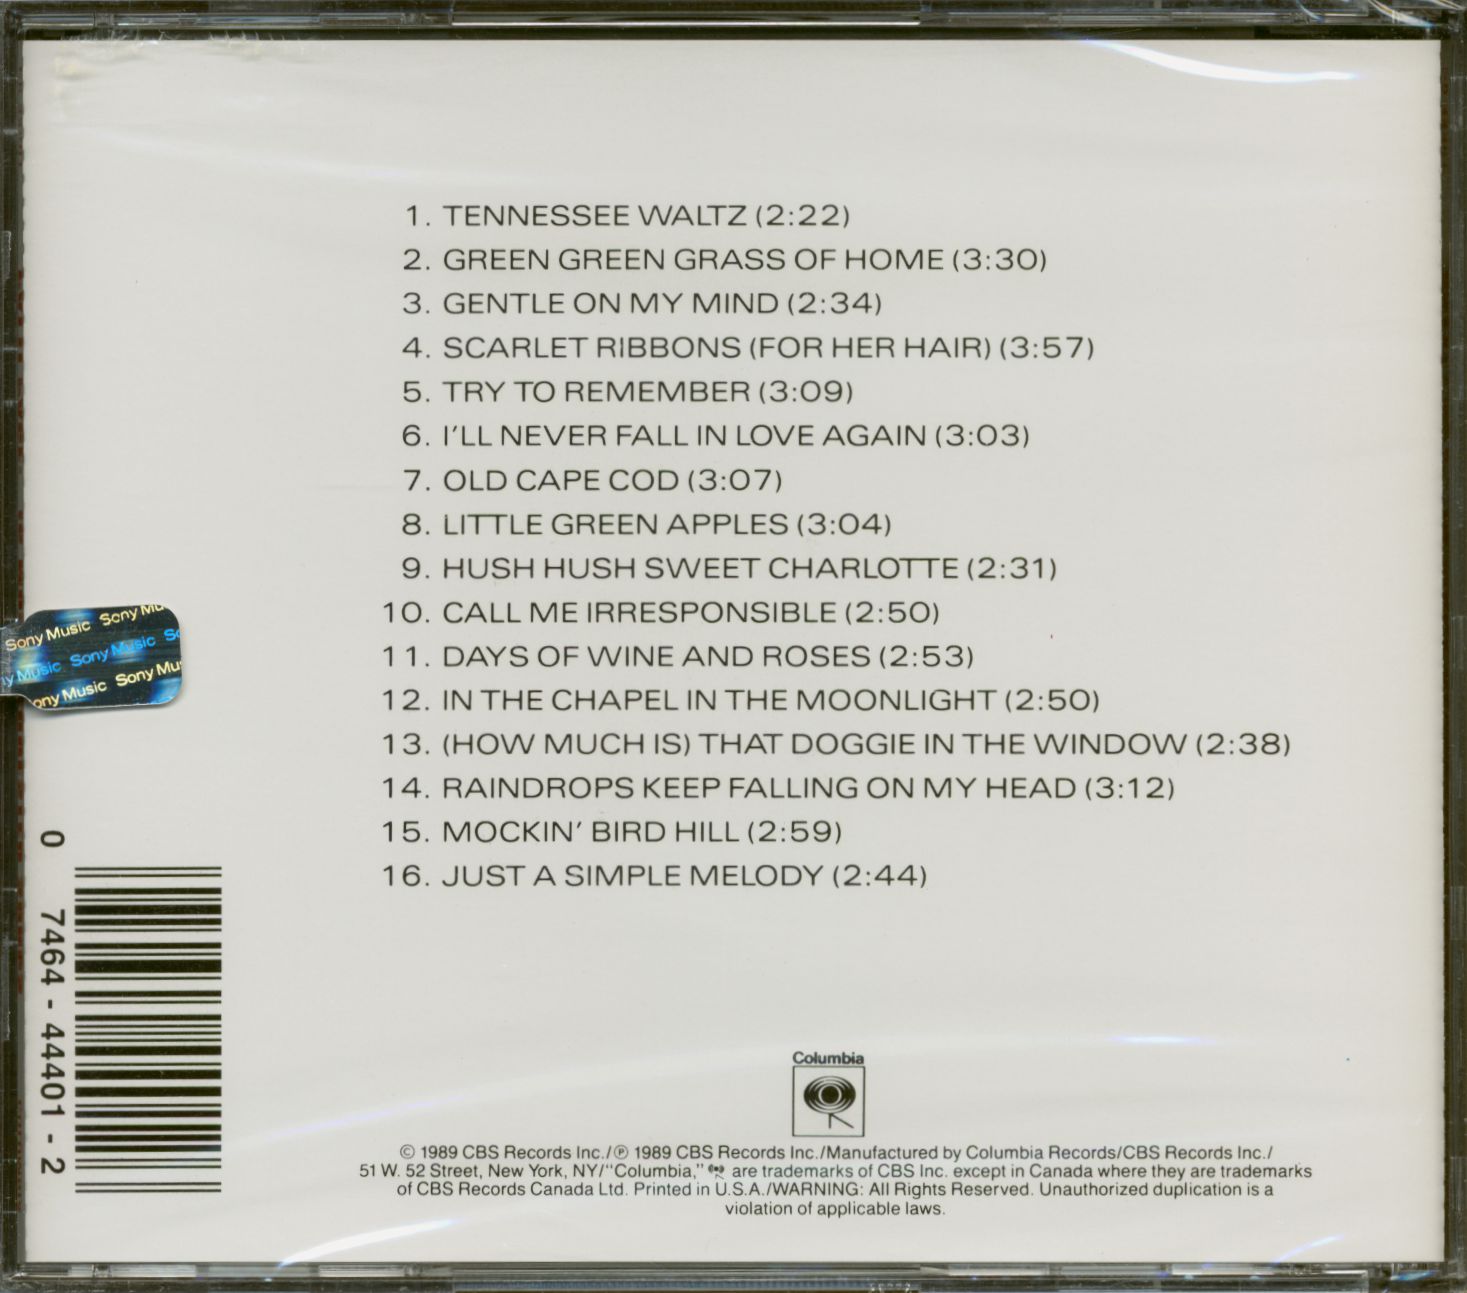 1. TENNESSEE WALTZ (2:22)
2. GREEN GREEN GRASS OF HOME (3:30)
3. GENTLE ON MY MIND (2:34)
4. SCARLET RIBBONS (FOR HER HAIR) (3:57)
5. TRY TO REMEMBER (3:09)
6. I'LL NEVER FALL IN LOVE AGAIN (3:03)
7. OLD CAPE COD (3:07)
8. LITTLE GREEN APPLES (3:04)
9. HUSH HUSH SWEET CHARLOTTE (2:31)
10. CALL ME IRRESPONSIBLE (2:50)
11. DAYS OF WINE AND ROSES (2:53)
12. IN THE CHAPEL IN THE MOONLIGHT (2:50)
13. (HOW MUCH IS) THAT DOGGIE IN THE WINDOW (2:38)
14. RAINDROPS KEEP FALLING ON MY HEAD (3:12)
15. MOCKIN' BIRD HILL (2:59)
16. JUST A SIMPLE MELODY (2:44)
Sony Music Sony Mu
y Music Sony Music So
ony Music Sony Mu
0 7464-44401-2
Columbia
© 1989 CBS Records Inc./℗ 1989 CBS Records Inc./Manufactured by Columbia Records/CBS Records Inc./
51 W. 52 Street, New York, NY/"Columbia," are trademarks of CBS Inc. except in Canada where they are trademarks
of CBS Records Canada Ltd. Printed in U.S.A./WARNING: All Rights Reserved. Unauthorized duplication is a
violation of applicable laws.